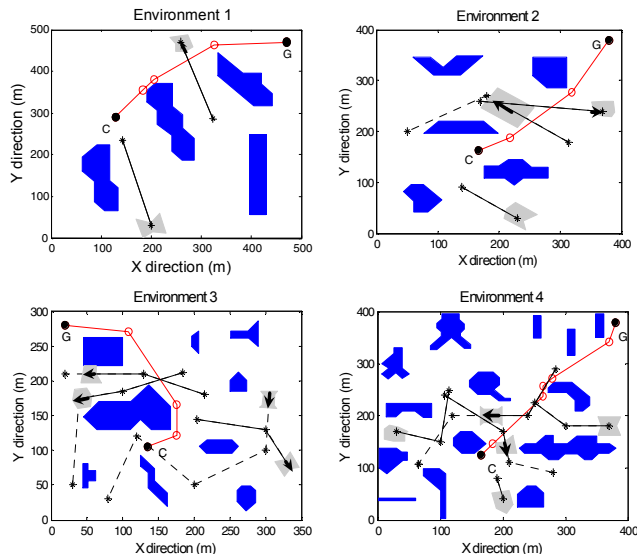 Environment 1
500
400
300
200
100
0
0
100
200
300
400
500
X direction (m)
Y direction (m)
C
G
Environment 2
400
300
200
100
0
0
100
200
300
400
X direction (m)
Y direction (m)
C
G
Environment 3
300
250
200
150
100
50
0
0
50
100
150
200
250
300
350
X direction (m)
Y direction (m)
G
C
Environment 4
400
300
200
100
0
0
100
200
300
400
X direction (m)
Y direction (m)
C
G